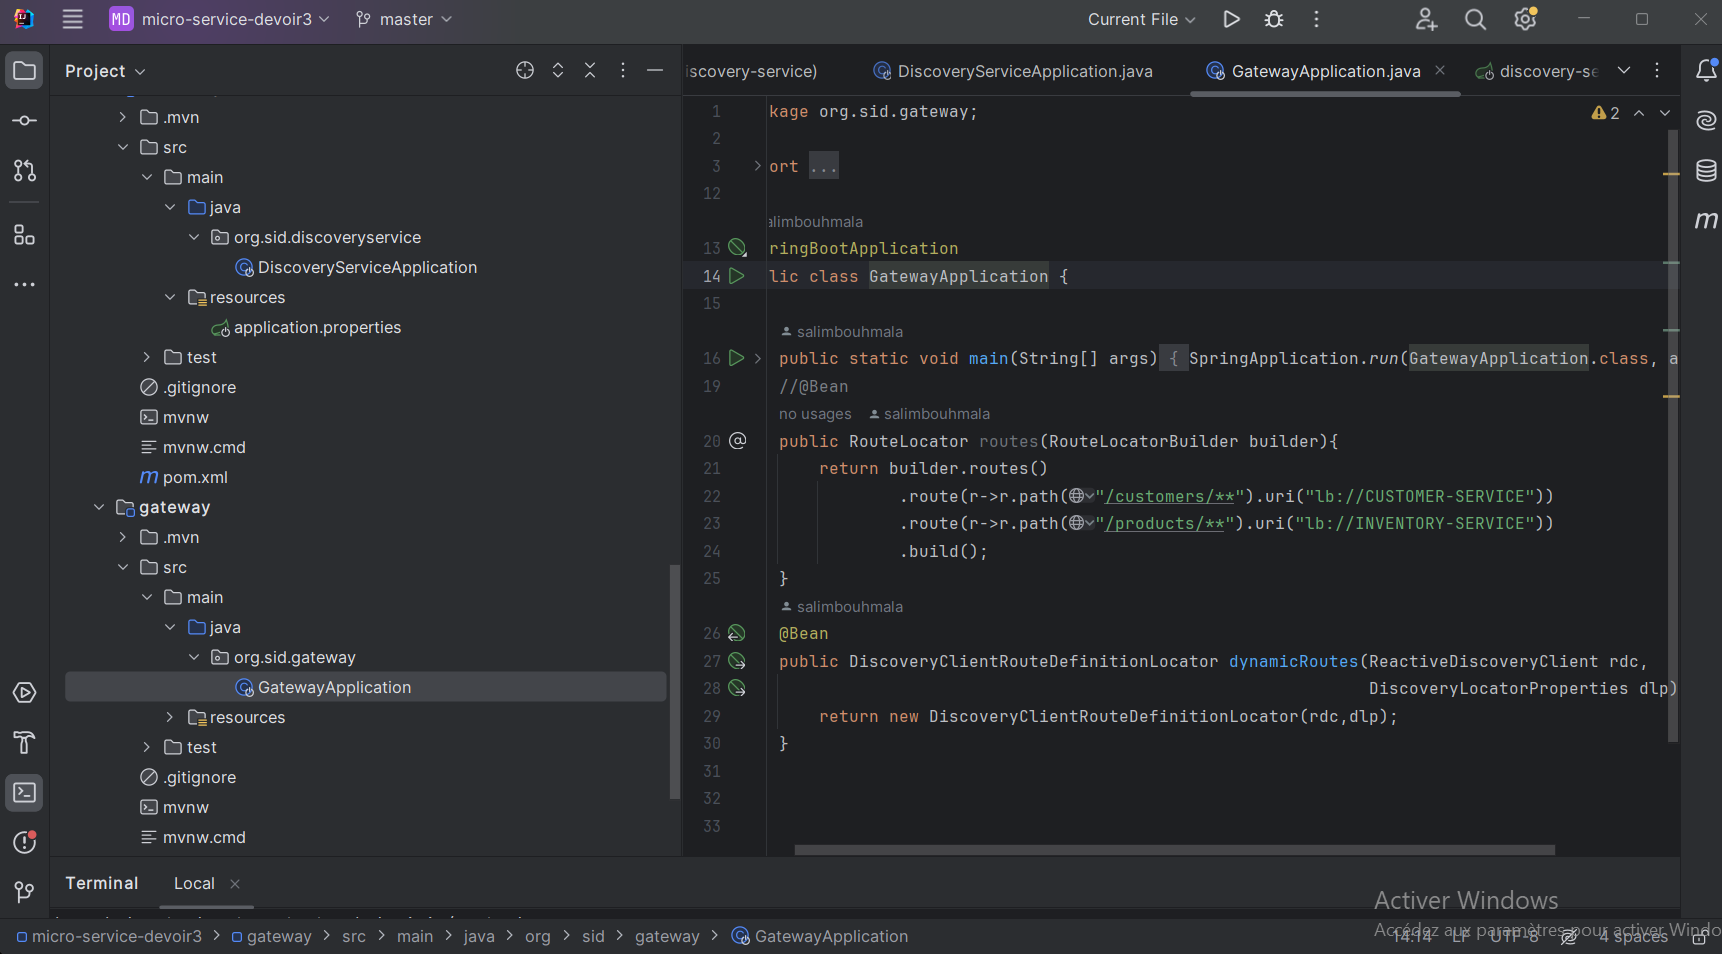 MD micro-service-devoir3 master Current File
Project
iscovery-service) DiscoveryServiceApplication.java GatewayApplication.java discovery-se
.mvn
src
main
java
org.sid.discoveryservice
DiscoveryServiceApplication
resources
application.properties
test
.gitignore
mvnw
mvnw.cmd
m pom.xml
gateway
.mvn
src
main
java
org.sid.gateway
GatewayApplication
resources
test
.gitignore
mvnw
mvnw.cmd
1 kage org.sid.gateway; 2
2
3 ort ...
12
alimbouhmala
13 ringBootApplication
14 lic class GatewayApplication {
15
salimbouhmala
16 public static void main(String[] args) { SpringApplication.run(GatewayApplication.class, a
19 //@Bean
no usages salimbouhmala
20 public RouteLocator routes(RouteLocatorBuilder builder){
21 return builder.routes()
22 .route(r->r.path("/customers/**").uri("lb://CUSTOMER-SERVICE"))
23 .route(r->r.path("/products/**").uri("lb://INVENTORY-SERVICE"))
24 .build();
25 }
salimbouhmala
26 @Bean
27 public DiscoveryClientRouteDefinitionLocator dynamicRoutes(ReactiveDiscoveryClient rdc,
28 DiscoveryLocatorProperties dlp)
29 return new DiscoveryClientRouteDefinitionLocator(rdc,dlp);
30 }
31
32
33
m
Terminal Local
Activer Windows
Accédez aux paramètres pour activer Windo
micro-service-devoir3 > gateway > src > main > java > org > sid > gateway > GatewayApplication 14:14 LF UTF-8 4 spaces